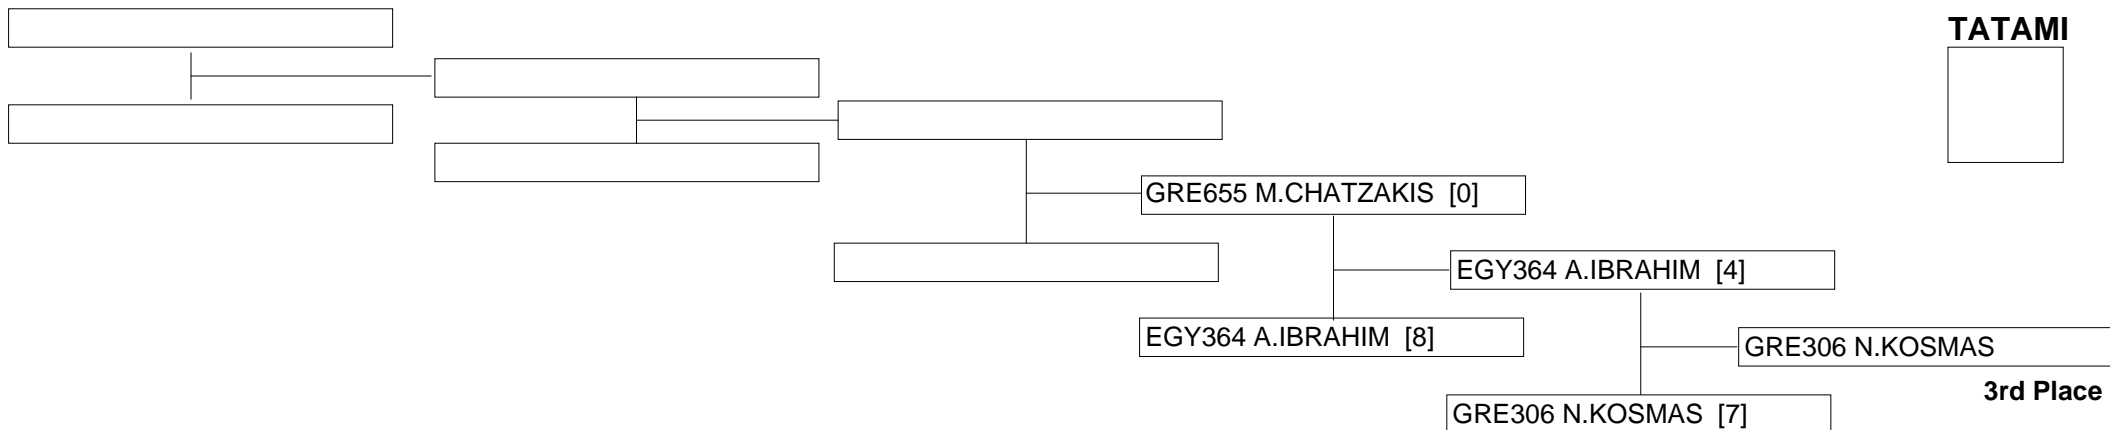 TATAMI
GRE655 M.CHATZAKIS [0]
EGY364 A.IBRAHIM [4]
EGY364 A.IBRAHIM [8]
GRE306 N.KOSMAS
3rd Place
GRE306 N.KOSMAS [7]